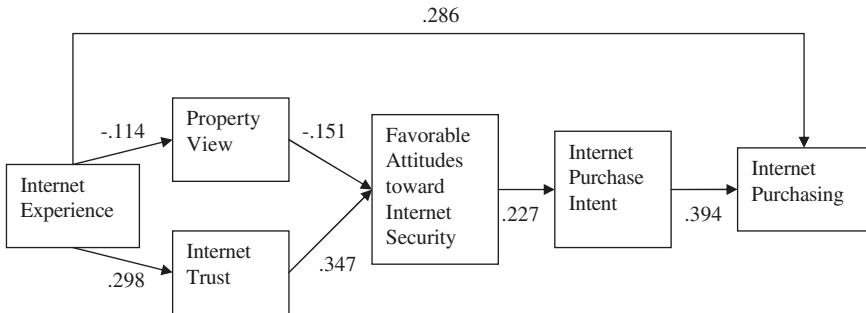 .286
-.114
Property
View
-.151
Favorable
Attitudes
toward
Internet
Security
Internet
Purchase
Intent
Internet
Purchasing
Internet
Experience
.227
.394
.298
Internet
Trust
.347